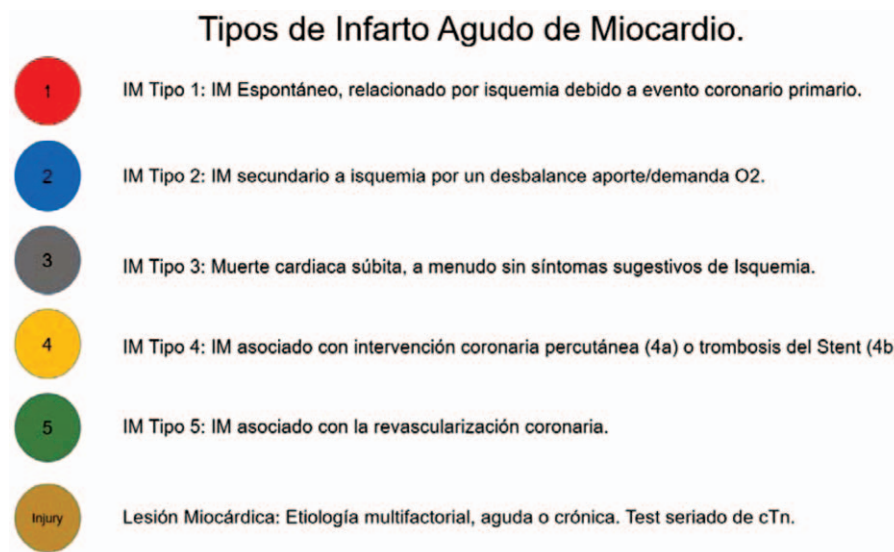 Tipos de Infarto Agudo de Miocardio.
1 IM Tipo 1: IM Espontáneo, relacionado por isquemia debido a evento coronario primario.
2 IM Tipo 2: IM secundario a isquemia por un desbalance aporte/demanda O2.
3 IM Tipo 3: Muerte cardiaca súbita, a menudo sin síntomas sugestivos de Isquemia.
4 IM Tipo 4: IM asociado con intervención coronaria percutánea (4a) o trombosis del Stent (4b
5 IM Tipo 5: IM asociado con la revascularización coronaria.
Injury Lesión Miocárdica: Etiología multifactorial, aguda o crónica. Test seriado de cTn.